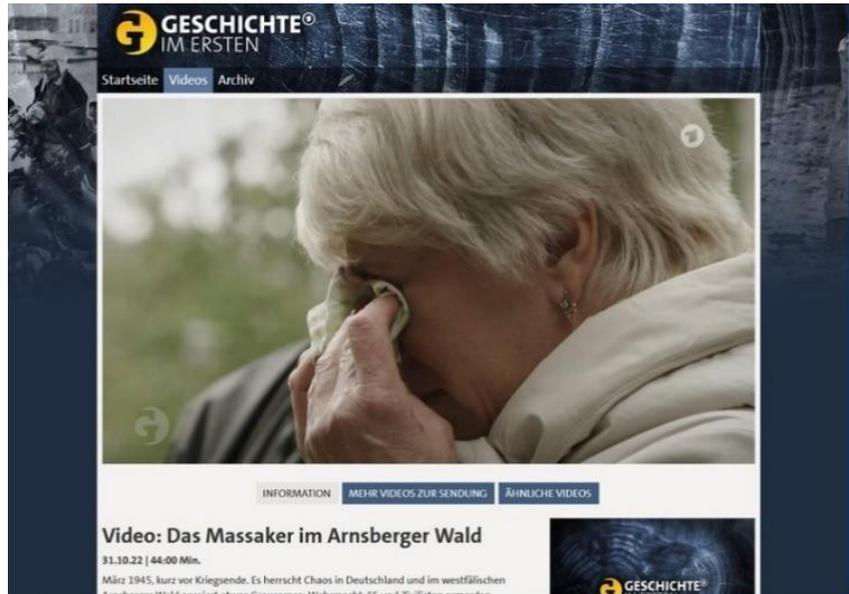 GESCHICHTE
IM ERSTEN
Startseite Videos Archiv
INFORMATION MEHR VIDEOS ZUR SENDUNG ÄHNLICHE VIDEOS
Video: Das Massaker im Arnsberger Wald
31.10.22 | 44:00 Min.
März 1945, kurz vor Kriegsende. Es herrscht Chaos in Deutschland und im westfälischen
GESCHICHTE